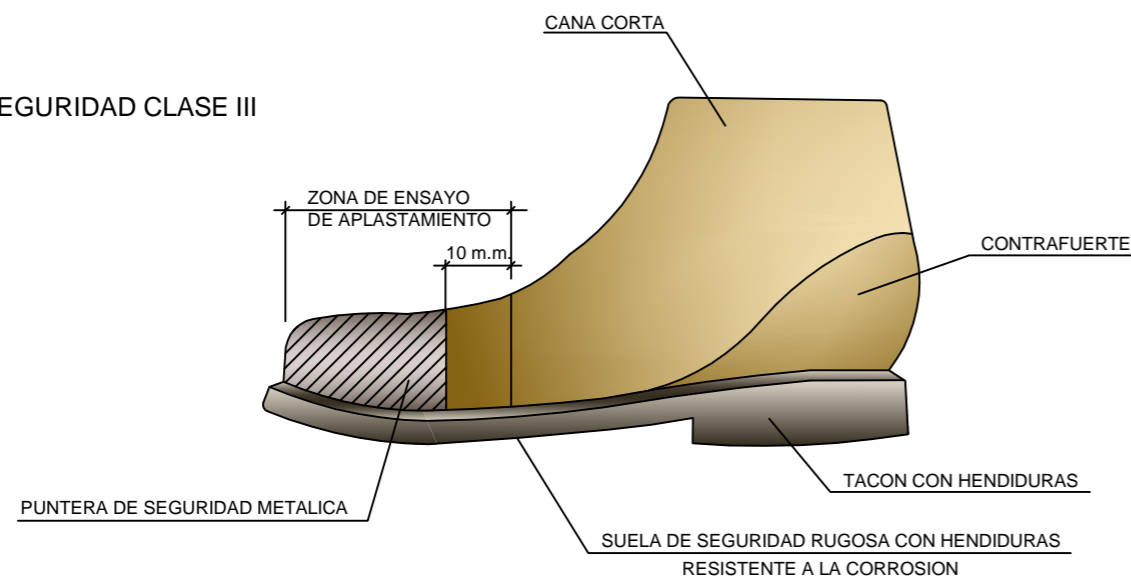 CANA CORTA
EGURIDAD CLASE III
ZONA DE ENSAYO
DE APLASTAMIENTO
10 m.m.
CONTRAFUERTE
TACON CON HENDIDURAS
PUNTERA DE SEGURIDAD METALICA
SUELA DE SEGURIDAD RUGOSA CON HENDIDURAS
RESISTENTE A LA CORROSION